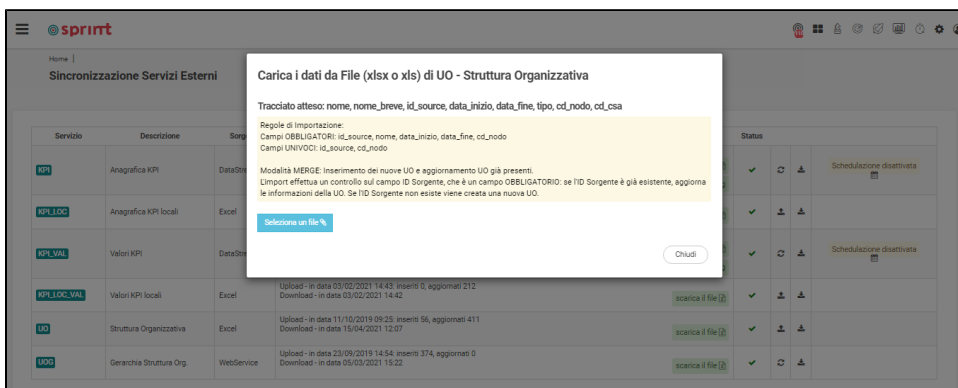 sprint
Home |
Sincronizzazione Servizi Esterni
Carica i dati da File (xlsx o xls) di UO - Struttura Organizzativa
Tracciato atteso: nome, nome_breve, id_source, data_inizio, data_fine, tipo, cd_nodo, cd_csa
Regole di Importazione:
Campi OBBLIGATORI: id_source, nome, data_inizio, data_fine, cd_nodo
Campi UNIVOCI: id_source, cd_nodo
Modalità MERGE: Inserimento dei nuove UO e aggiornamento UO già presenti.
L'import effettua un controllo sul campo ID Sorgente, che è un campo OBBLIGATORIO: se l'ID Sorgente è già esistente, aggiorna
le informazioni della UO. Se l'ID Sorgente non esiste viene creata una nuova UO.
Seleziona un file
Chiudi
Servizio Descrizione Sorg Status
KPI Anagrafica KPI DataStre Schedulazione disattivata
KPI_LOC Anagrafica KPI locali Excel
KPI_VAL Valori KPI DataStre Schedulazione disattivata
KPI_LOC_VAL Valori KPI locali Excel Upload - in data 03/02/2021 14:43: inseriti 0, aggiornati 212
Download - in data 03/02/2021 14:42 scarica il file
UO Struttura Organizzativa Excel Upload - in data 11/10/2019 09:25: inseriti 56, aggiornati 411
Download - in data 15/04/2021 12:07 scarica il file
UOG Gerarchia Struttura Org. WebService Upload - in data 23/09/2019 14:54: inseriti 374, aggiornati 0
Download - in data 05/03/2021 15:22 scarica il file